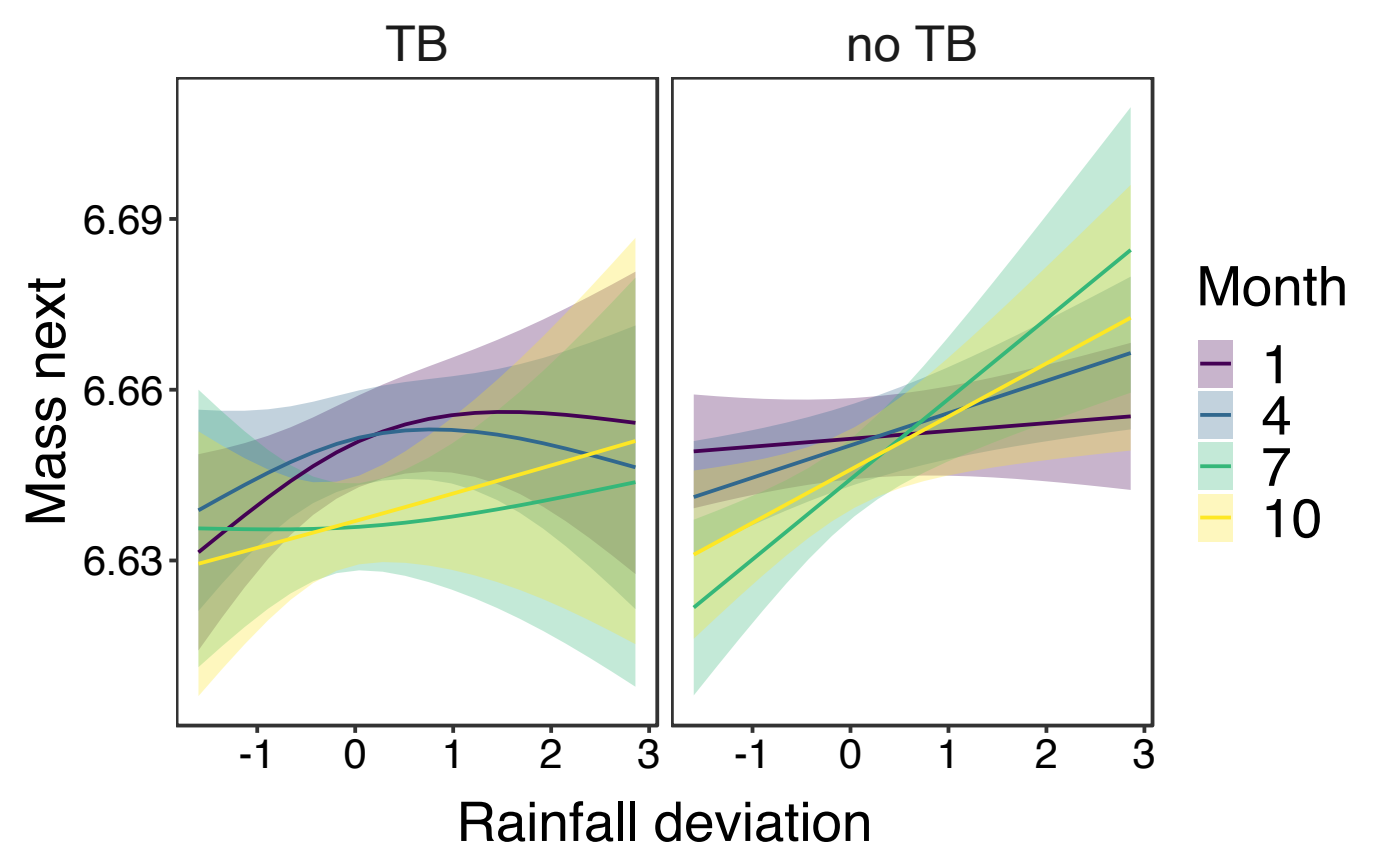 TB
no TB
Mass next
6.69
6.66
6.63
-1 0 1 2 3
-1 0 1 2 3
Rainfall deviation
Month
1
4
7
10